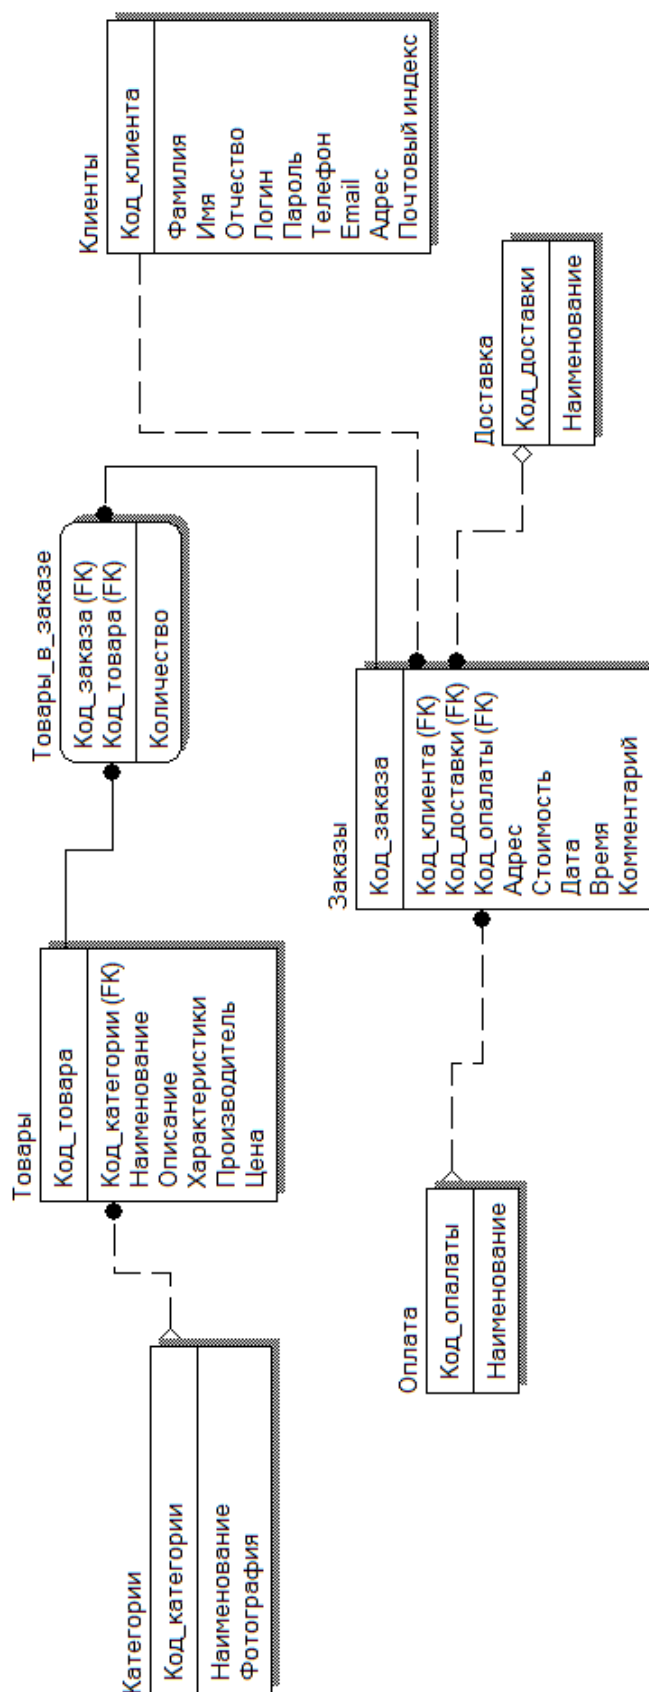 Категории
Код_категории
Наименование
Фотография
Товары
Код_товара
Код_категории (FK)
Наименование
Описание
Характеристики
Производитель
Цена
Товары_в_заказе
Код_заказа (FK)
Код_товара (FK)
Количество
Клиенты
Код_клиента
Фамилия
Имя
Отчество
Логин
Пароль
Телефон
Email
Адрес
Почтовый индекс
Оплата
Код_опалаты
Наименование
Заказы
Код_заказа
Код_клиента (FK)
Код_доставки (FK)
Код_опалаты (FK)
Адрес
Стоимость
Дата
Время
Комментарий
Доставка
Код_доставки
Наименование